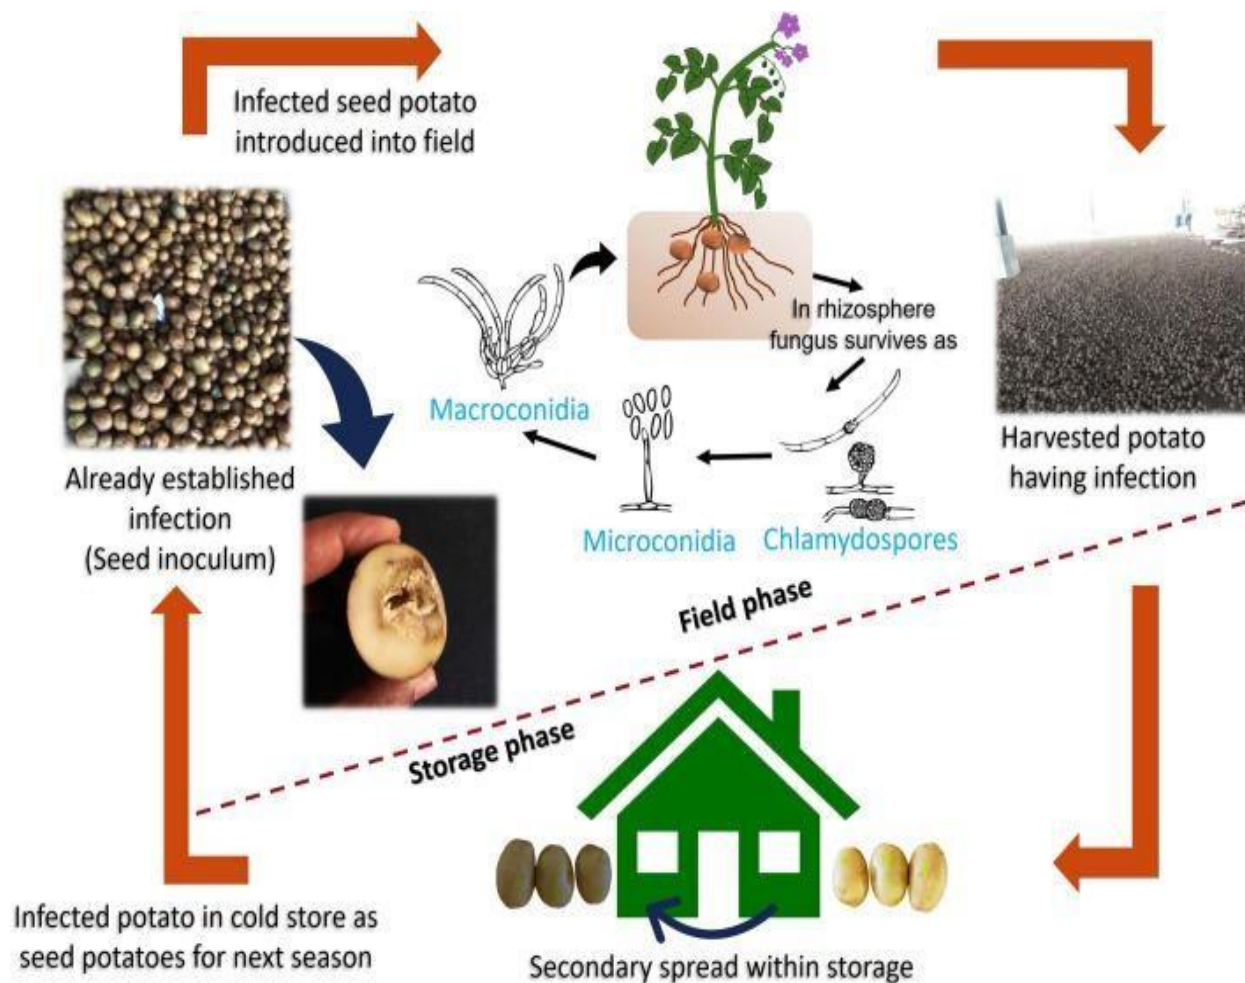 Infected seed potato
introduced into field
In rhizosphere
fungus survives as
Macroconidia
Microconidia
Chlamydospores
Already established
infection
(Seed inoculum)
Harvested potato
having infection
Field phase
Storage phase
Infected potato in cold store as
seed potatoes for next season
Secondary spread within storage